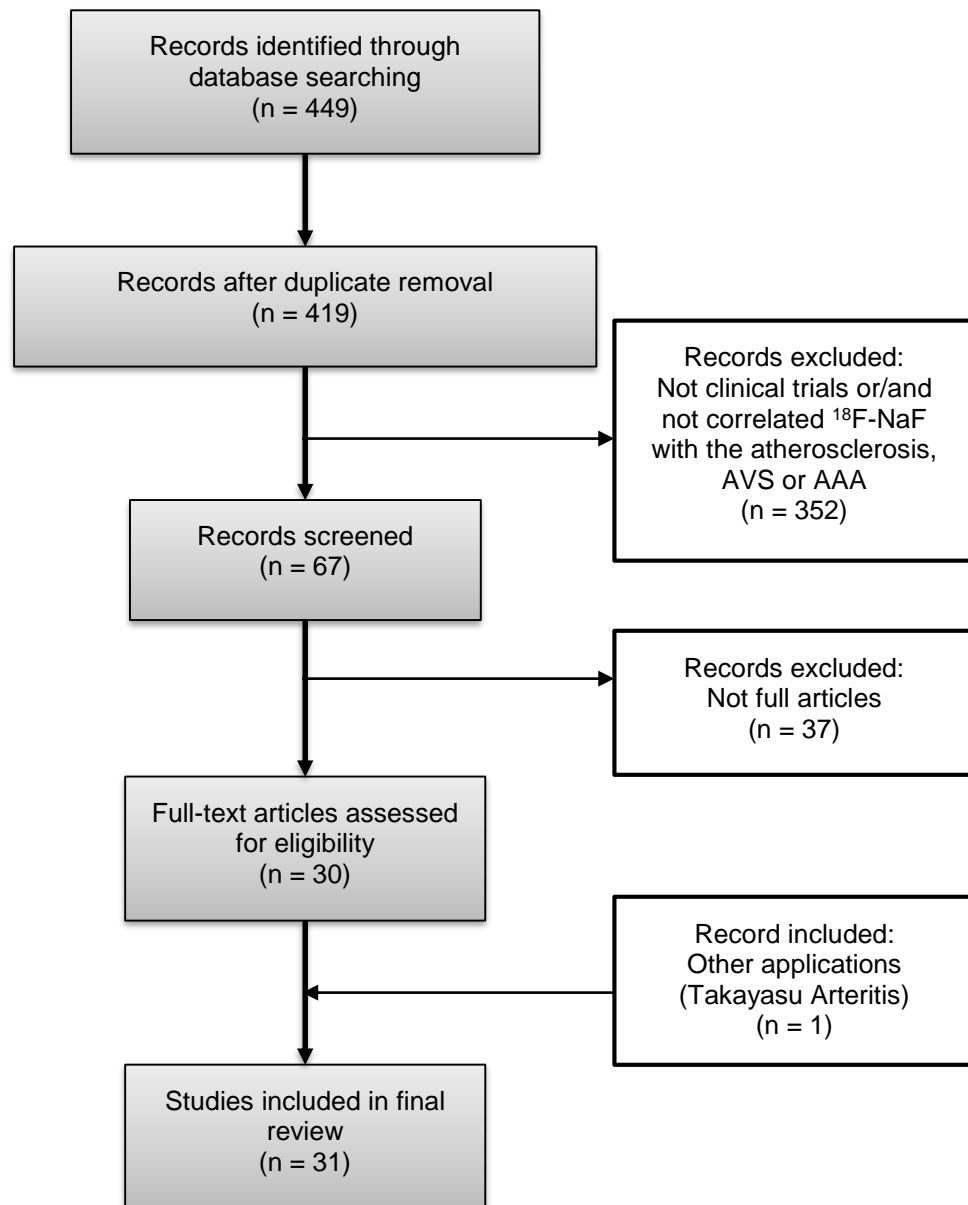 Records identified through
database searching
(n = 449)
Records after duplicate removal
(n = 419)
Records excluded:
Not clinical trials or/and
not correlated ¹⁸F-NaF
with the atherosclerosis,
AVS or AAA
(n = 352)
Records screened
(n = 67)
Records excluded:
Not full articles
(n = 37)
Full-text articles assessed
for eligibility
(n = 30)
Record included:
Other applications
(Takayasu Arteritis)
(n = 1)
Studies included in final
review
(n = 31)